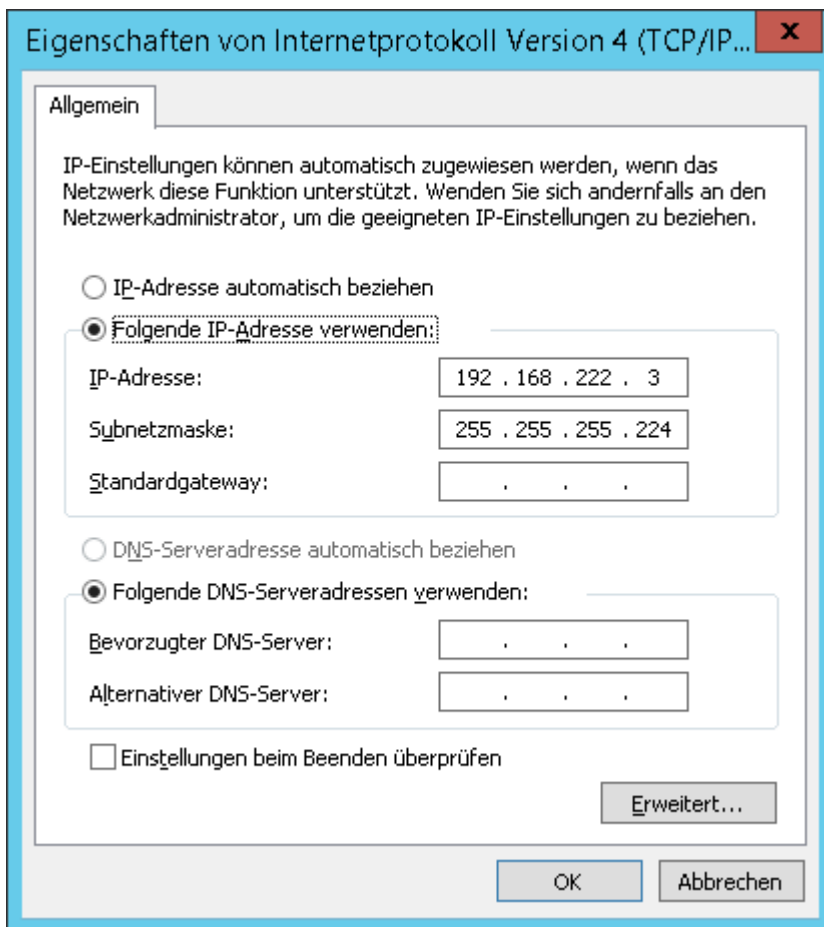 Eigenschaften von Internetprotokoll Version 4 (TCP/IP...
x
Allgemein
IP-Einstellungen können automatisch zugewiesen werden, wenn das
Netzwerk diese Funktion unterstützt. Wenden Sie sich andernfalls an den
Netzwerkadministrator, um die geeigneten IP-Einstellungen zu beziehen.
IP-Adresse automatisch beziehen
Folgende IP-Adresse verwenden:
IP-Adresse: 192 . 168 . 222 . 3
Subnetzmaske: 255 . 255 . 255 . 224
Standardgateway: . . .
DNS-Serveradresse automatisch beziehen
Folgende DNS-Serveradressen verwenden:
Bevorzugter DNS-Server: . . .
Alternativer DNS-Server: . . .
Einstellungen beim Beenden überprüfen
Erweitert...
OK Abbrechen